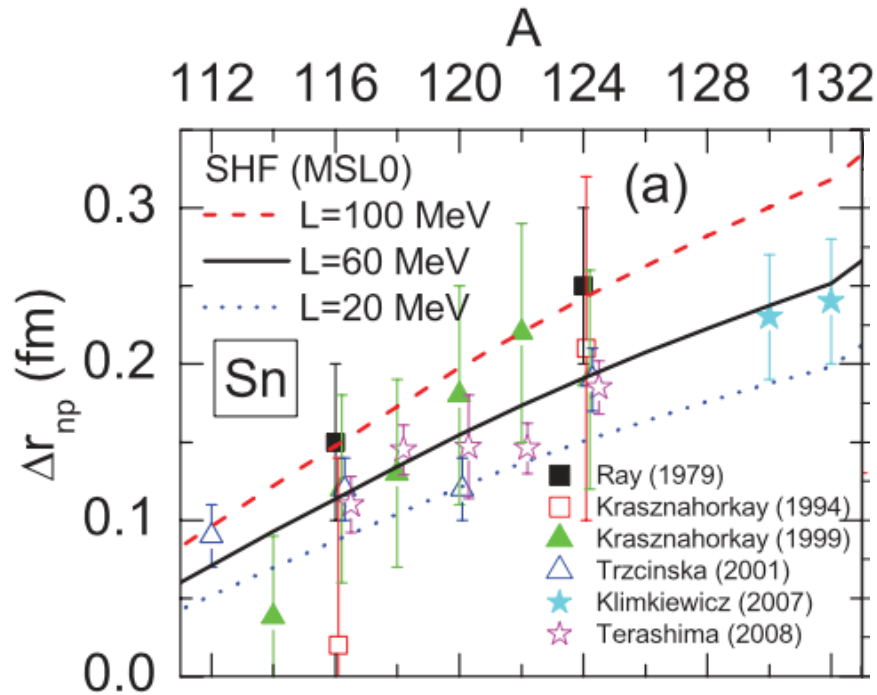 A
112 116 120 124 128 132
SHF (MSL0)
(a)
L=100 MeV
L=60 MeV
L=20 MeV
Sn
0.3
0.2
0.1
0.0
Δr_np (fm)
Ray (1979)
Krasznahorkay (1994)
Krasznahorkay (1999)
Trzcinska (2001)
Klimkiewicz (2007)
Terashima (2008)